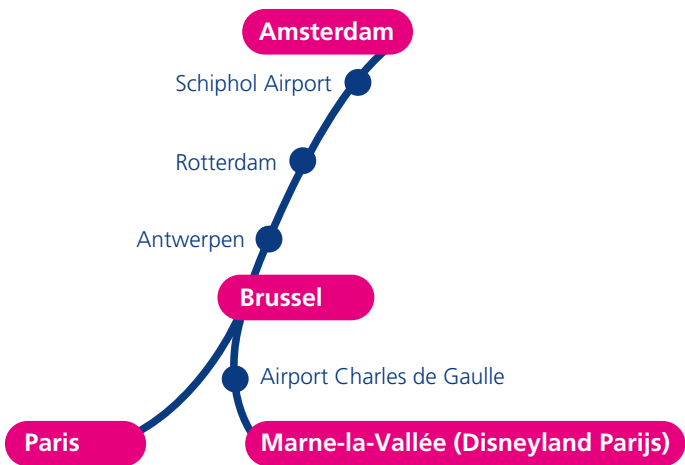 Amsterdam
Schiphol Airport
Rotterdam
Antwerpen
Brussel
Airport Charles de Gaulle
Paris
Marne-la-Vallée (Disneyland Parijs)